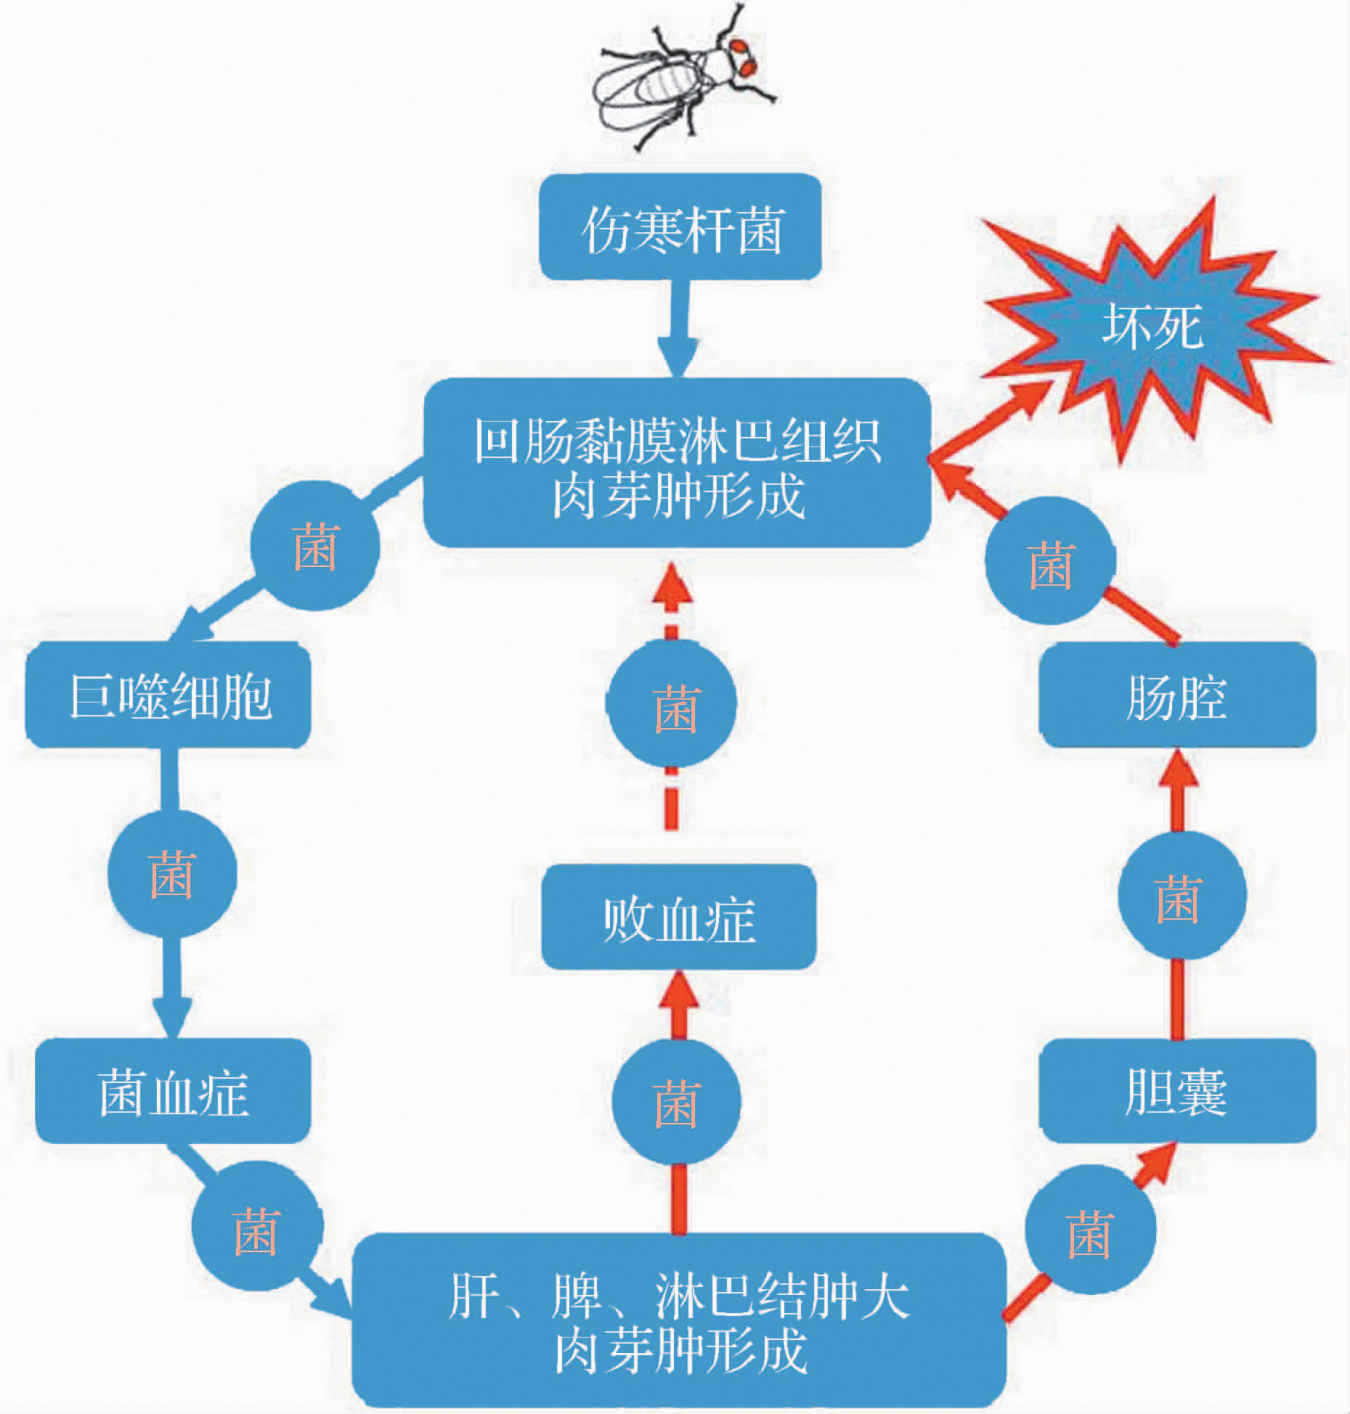 伤寒杆菌
坏死
回肠黏膜淋巴组织
肉芽肿形成
菌
菌
巨噬细胞
菌
肠腔
菌
菌
败血症
菌血症
菌
胆囊
菌
菌
肝、脾、淋巴结肿大
肉芽肿形成